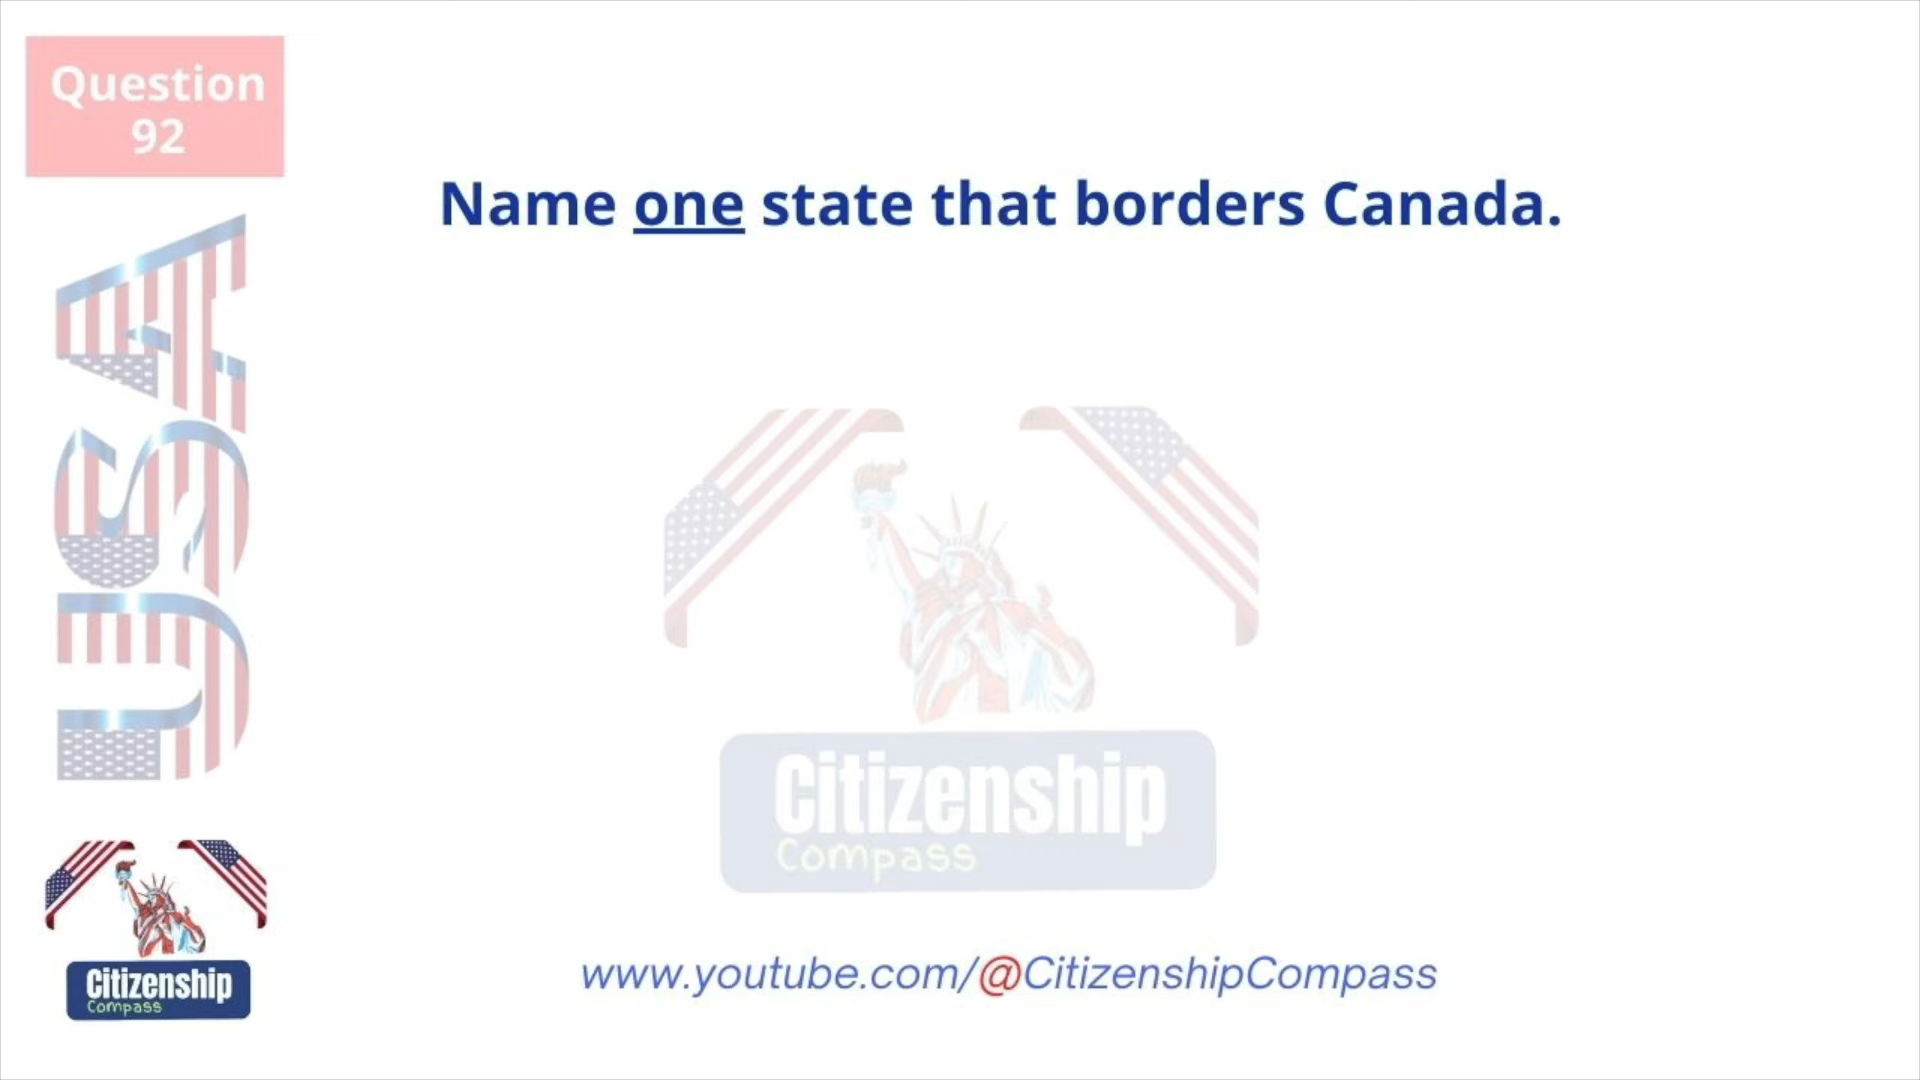 Question
92
Name one state that borders Canada.
USA
Citizenship
Compass
Citizenship
Compass
www.youtube.com/@CitizenshipCompass